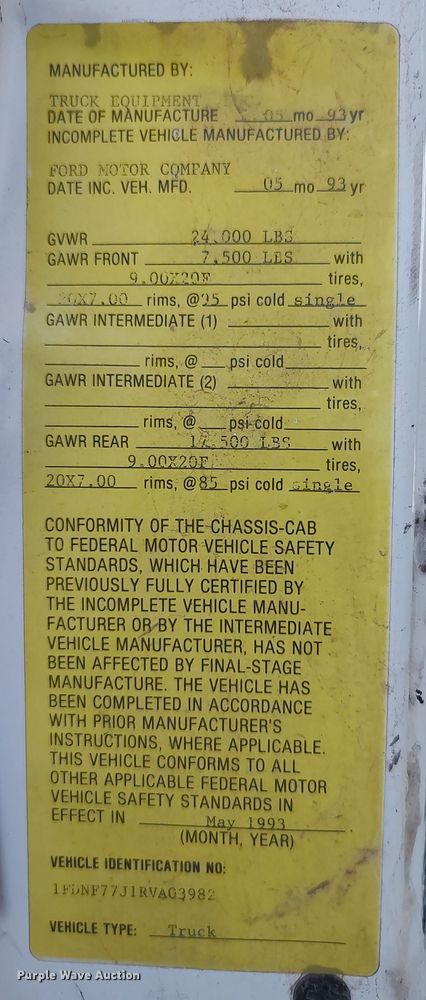 MANUFACTURED BY:
TRUCK EQUIPMENT
DATE OF MANUFACTURE 05 mo 93 yr
INCOMPLETE VEHICLE MANUFACTURED BY:
FORD MOTOR COMPANY
DATE INC. VEH. MFD. 05 mo 93 yr
GVWR 24,000 LBS
GAWR FRONT 7,500 LBS with
9.00X20F tires,
20X7.00 rims, @ psi cold single
GAWR INTERMEDIATE (1) with
tires,
rims, @ psi cold
GAWR INTERMEDIATE (2) with
tires,
rims, @ psi cold
GAWR REAR 17,500 LBS with
9.00X20F tires,
20X7.00 rims, @85 psi cold single
CONFORMITY OF THE CHASSIS-CAB
TO FEDERAL MOTOR VEHICLE SAFETY
STANDARDS, WHICH HAVE BEEN
PREVIOUSLY FULLY CERTIFIED BY
THE INCOMPLETE VEHICLE MANU-
FACTURER OR BY THE INTERMEDIATE
VEHICLE MANUFACTURER, HAS NOT
BEEN AFFECTED BY FINAL-STAGE
MANUFACTURE. THE VEHICLE HAS
BEEN COMPLETED IN ACCORDANCE
WITH PRIOR MANUFACTURER'S
INSTRUCTIONS, WHERE APPLICABLE.
THIS VEHICLE CONFORMS TO ALL
OTHER APPLICABLE FEDERAL MOTOR
VEHICLE SAFETY STANDARDS IN
EFFECT IN May 1993
(MONTH, YEAR)
VEHICLE IDENTIFICATION NO:
1FDNF77J1RVA03982
VEHICLE TYPE: Truck
Purple Wave Auction